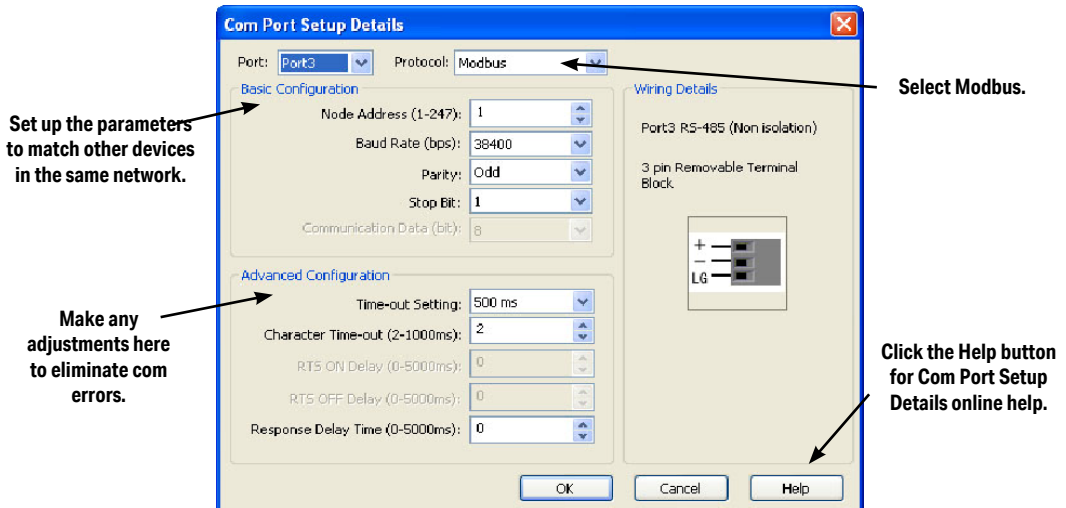 Com Port Setup Details
Port: Port3 Protocol: Modbus
Select Modbus.
Basic Configuration
Set up the parameters
to match other devices
in the same network.
Node Address (1-247): 1
Baud Rate (bps): 38400
Parity: Odd
Stop Bit: 1
Communication Data (bit): 8
Wiring Details
Port3 RS-485 (Non isolation)
3 pin Removable Terminal
Block
+
−
LG
Advanced Configuration
Make any
adjustments here
to eliminate com
errors.
Time-out Setting: 500 ms
Character Time-out (2-1000ms): 2
RTS ON Delay (0-5000ms): 0
RTS OFF Delay (0-5000ms): 0
Response Delay Time (0-5000ms): 0
Click the Help button
for Com Port Setup
Details online help.
OK Cancel Help